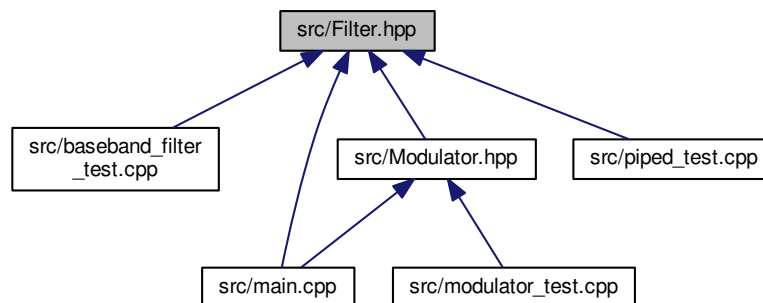 src/Filter.hpp
src/baseband_filter
_test.cpp
src/Modulator.hpp
src/piped_test.cpp
src/main.cpp
src/modulator_test.cpp